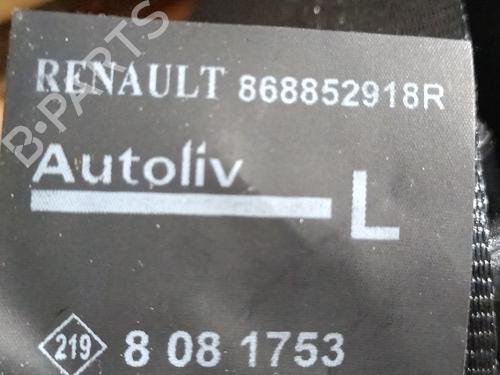 RENAULT 868852918R
Autoliv
L
219 8 08 1753
B-PARTS